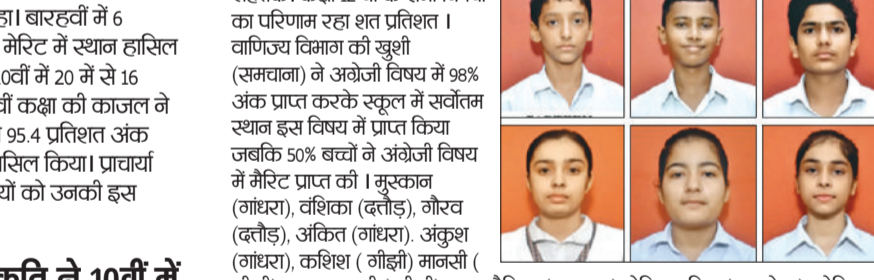 हा। बारहवीं में 6
मेरिट में स्थान हासिल
0वीं में 20 में से 16
वीं कक्षा की काजल ने
95.4 प्रतिशत अंक
सिल किया। प्राचार्या
यों को उनकी इस
ने 10वीं में
का परिणाम रहा शत प्रतिशत ।
वाणिज्य विभाग की खुशी
(समचाना) ने अग्रेजी विषय में 98%
अंक प्राप्त करके स्कूल में सर्वोतम
स्थान इस विषय में प्राप्त किया
जबकि 50% बच्चों ने अंग्रेजी विषय
में मैरिट प्राप्त की । मुस्कान
(गांधरा), वंशिका (दतौड़), गौरव
(दतौड़), अंकित (गांधरा). अंकुश
(गांधरा), कशिश ( गीझी) मानसी (